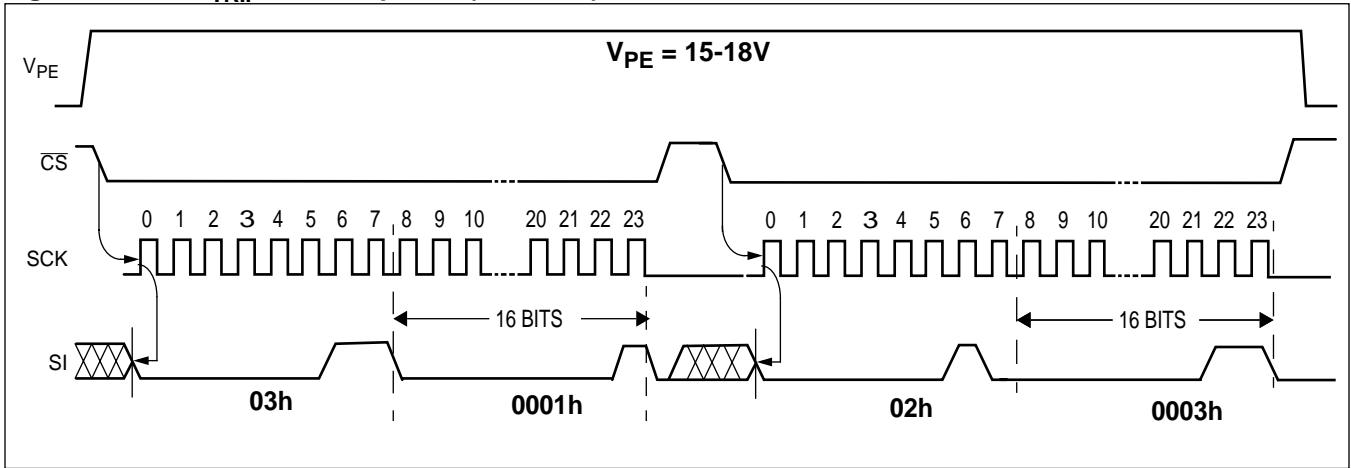 V_PE = 15-18V
V_PE
CS
0 1 2 3 4 5 6 7 8 9 10 20 21 22 23 0 1 2 3 4 5 6 7 8 9 10 20 21 22 23
SCK
16 BITS 16 BITS
SI
03h 0001h 02h 0003h